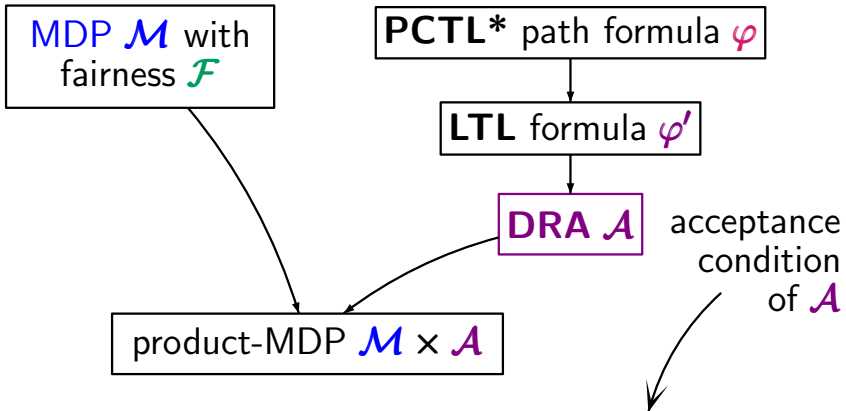 MDP 𝓜 with
fairness 𝓕
PCTL* path formula φ
LTL formula φ′
DRA 𝓐
acceptance
condition
of 𝓐
product-MDP 𝓜 × 𝓐